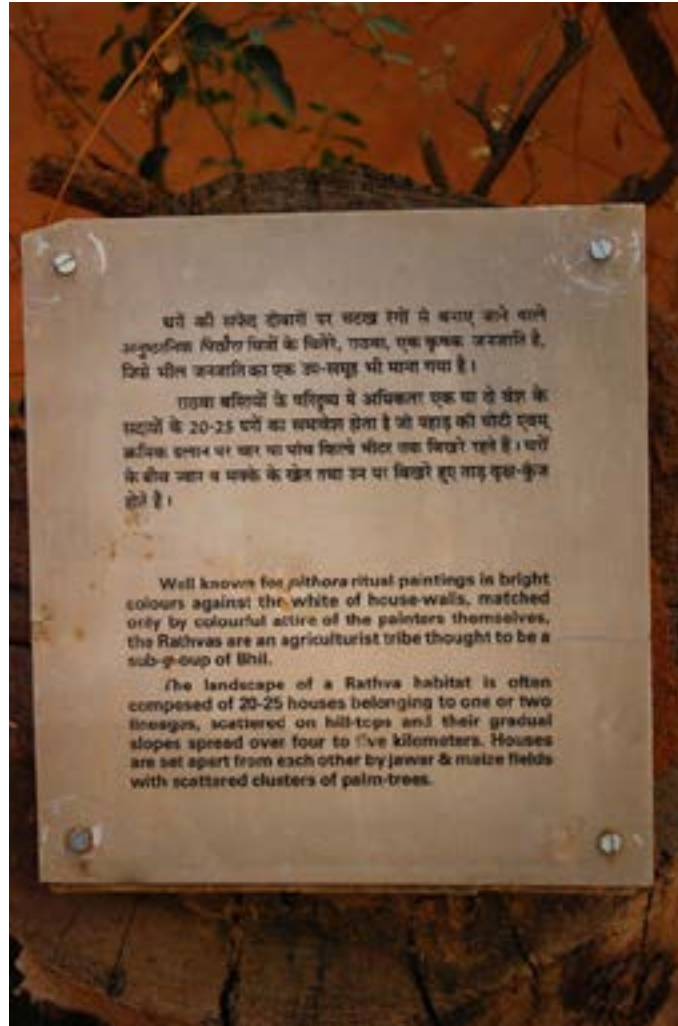 घरों की सफेद दीवारों पर चटख रंगों से बनाए जाने वाले
अनुष्ठानिक पिठौरा चित्रों के चितेरे, राठवा, एक कृषक जनजाति है,
जिसे भील जनजाति का एक उप-समूह भी माना गया है।
राठवा बस्तियों के परिदृष्य में अधिकतर एक या दो वंश के
सदस्यों के 20-25 घरों का समावेश होता है जो पहाड़ की चोटी एवम्
क्रमिक ढलान पर चार या पांच किलो मीटर तक बिखरे रहते हैं। घरों
के बीच ज्वार व मक्के के खेत तथा उन पर बिखरे हुए ताड़ वृक्ष-कुंज
होते हैं।
Well known for pithora ritual paintings in bright
colours against the white of house-walls, matched
only by colourful attire of the painters themselves,
the Rathvas are an agriculturist tribe thought to be a
sub-group of Bhil.
The landscape of a Rathva habitat is often
composed of 20-25 houses belonging to one or two
lineages, scattered on hill-tops and their gradual
slopes spread over four to five kilometers. Houses
are set apart from each other by jawar & maize fields
with scattered clusters of palm-trees.